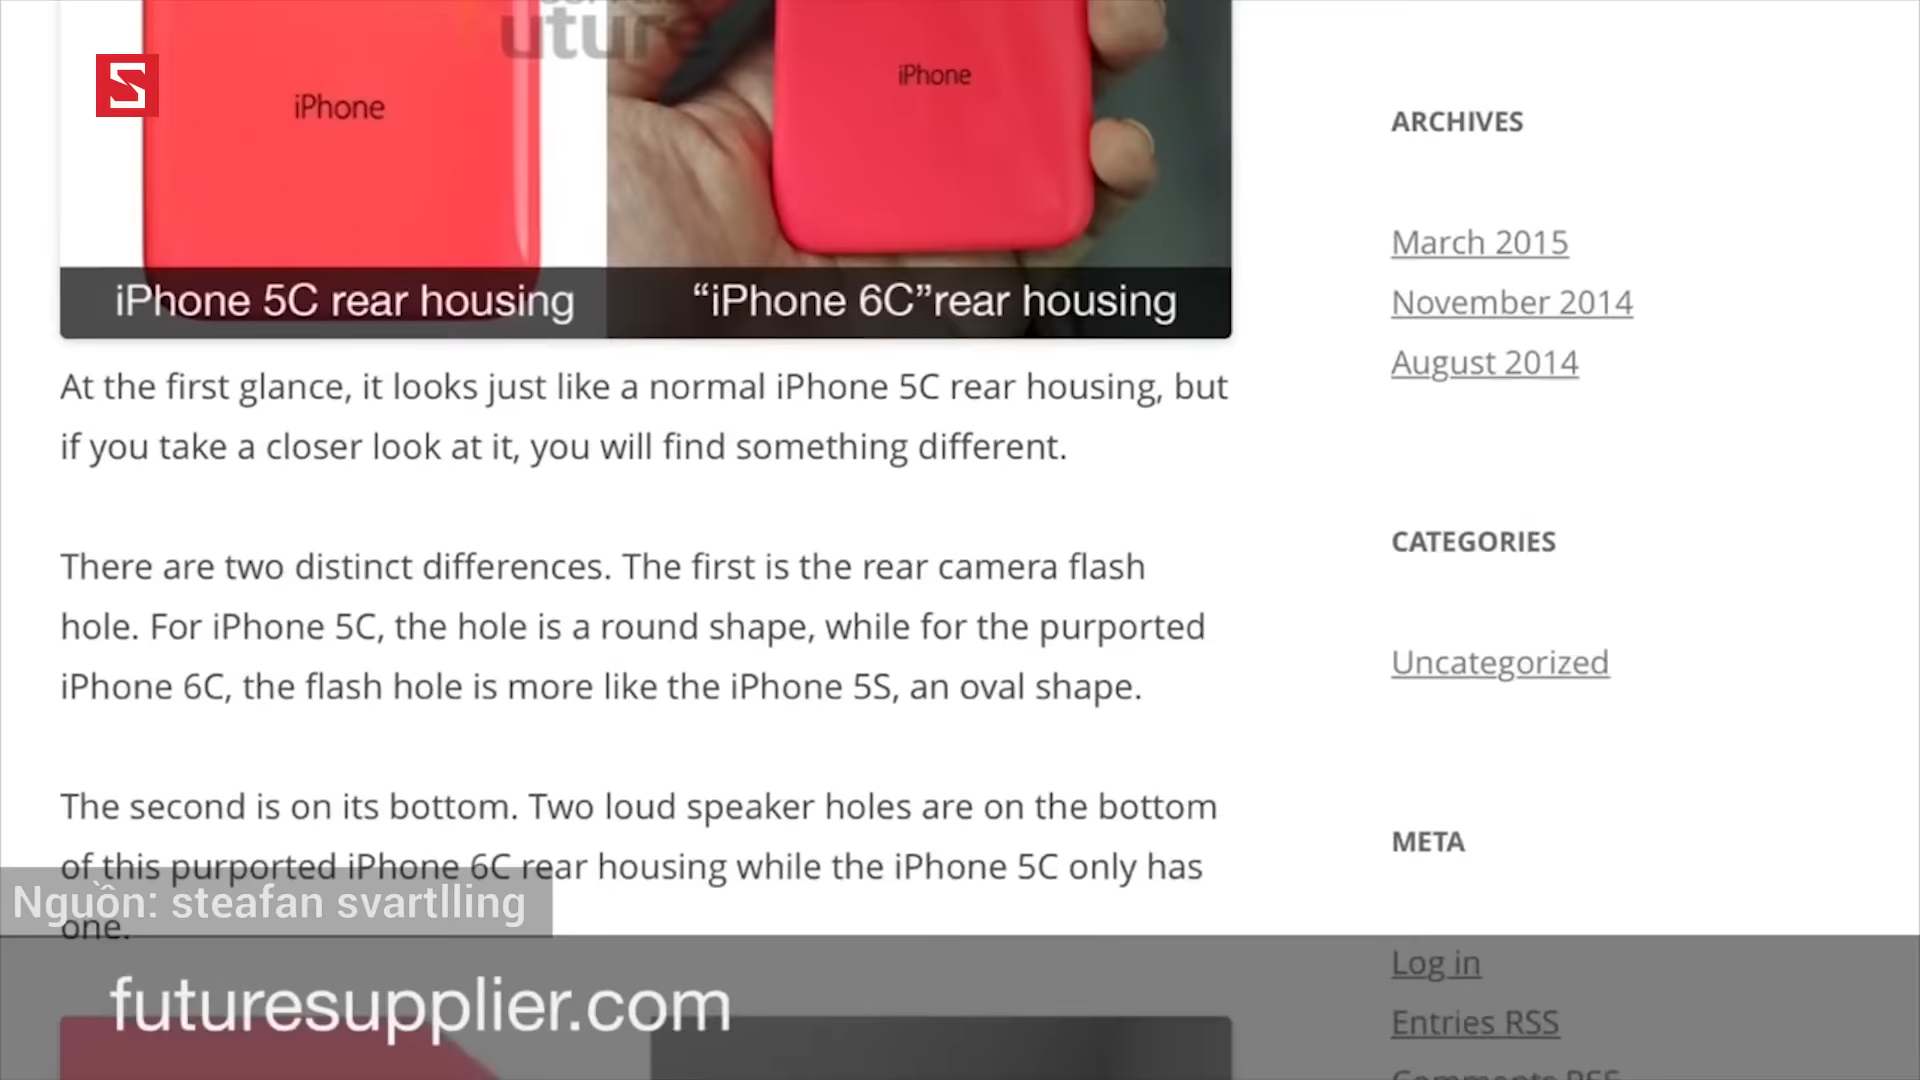 uture
S
iPhone
iPhone
iPhone 5C rear housing
“iPhone 6C”rear housing
At the first glance, it looks just like a normal iPhone 5C rear housing, but
if you take a closer look at it, you will find something different.
There are two distinct differences. The first is the rear camera flash
hole. For iPhone 5C, the hole is a round shape, while for the purported
iPhone 6C, the flash hole is more like the iPhone 5S, an oval shape.
The second is on its bottom. Two loud speaker holes are on the bottom
of this purported iPhone 6C rear housing while the iPhone 5C only has
one.
Nguồn: steafan svartlling
futuresupplier.com
ARCHIVES
March 2015
November 2014
August 2014
CATEGORIES
Uncategorized
META
Log in
Entries RSS
Comments RSS